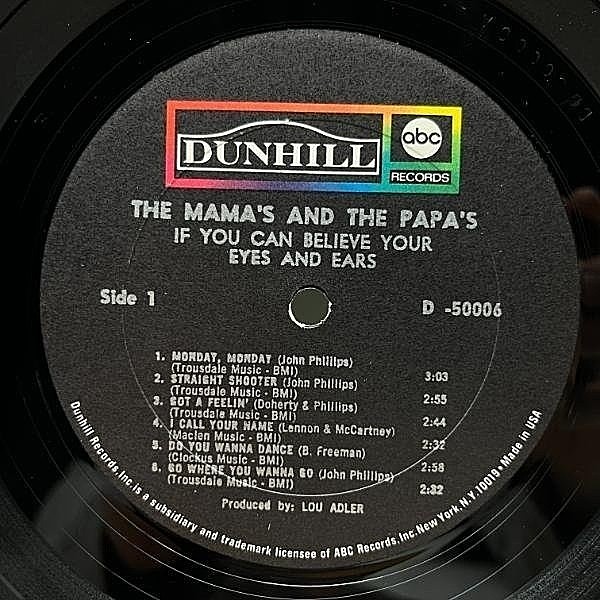 DUNHILL
abc
RECORDS
THE MAMA'S AND THE PAPA'S
IF YOU CAN BELIEVE YOUR
EYES AND EARS
Side 1
D -50006
1. MONDAY, MONDAY (John Phillips)
(Trousdale Music - BMI) 3:03
2. STRAIGHT SHOOTER (John Phillips)
(Trousdale Music - BMI) 2:55
3. GOT A FEELIN' (Doherty & Phillips)
(Trousdale Music - BMI) 2:44
4. I CALL YOUR NAME (Lennon & McCartney)
(Maclen Music - BMI) 2:32
5. DO YOU WANNA DANCE (B. Freeman)
(Clockus Music - BMI) 2:58
6. GO WHERE YOU WANNA GO (John Phillips)
(Trousdale Music - BMI) 2:32
Produced by: LOU ADLER
Dunhill Records, Inc. is a subsidiary and trademark licensee of ABC Records, Inc. New York, N.Y. 10019 • Made in USA